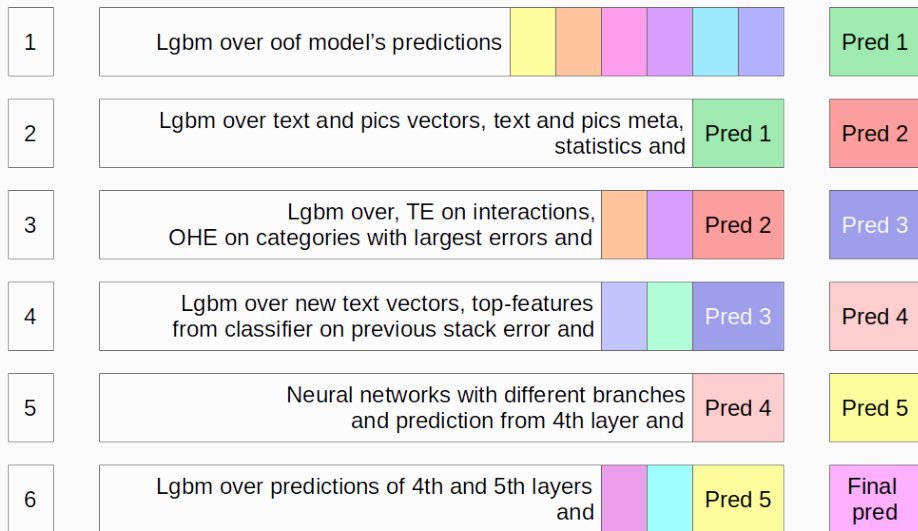 1
Lgbm over oof model's predictions
Pred 1
2
Lgbm over text and pics vectors, text and pics meta,
statistics and
Pred 1
Pred 2
3
Lgbm over, TE on interactions,
OHE on categories with largest errors and
Pred 2
Pred 3
4
Lgbm over new text vectors, top-features
from classifier on previous stack error and
Pred 3
Pred 4
5
Neural networks with different branches
and prediction from 4th layer and
Pred 4
Pred 5
6
Lgbm over predictions of 4th and 5th layers
and
Pred 5
Final
pred